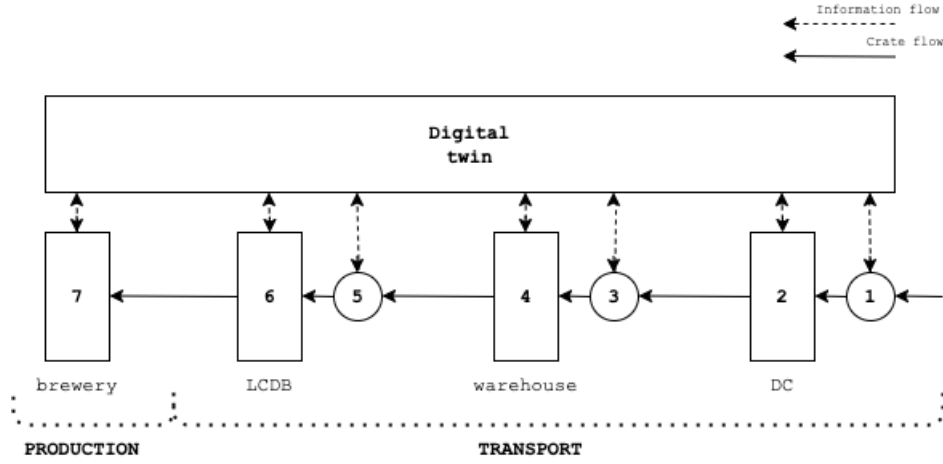 Information flow
Crate flow
Digital
twin
7
6
5
4
3
2
1
brewery
LCDB
warehouse
DC
PRODUCTION
TRANSPORT